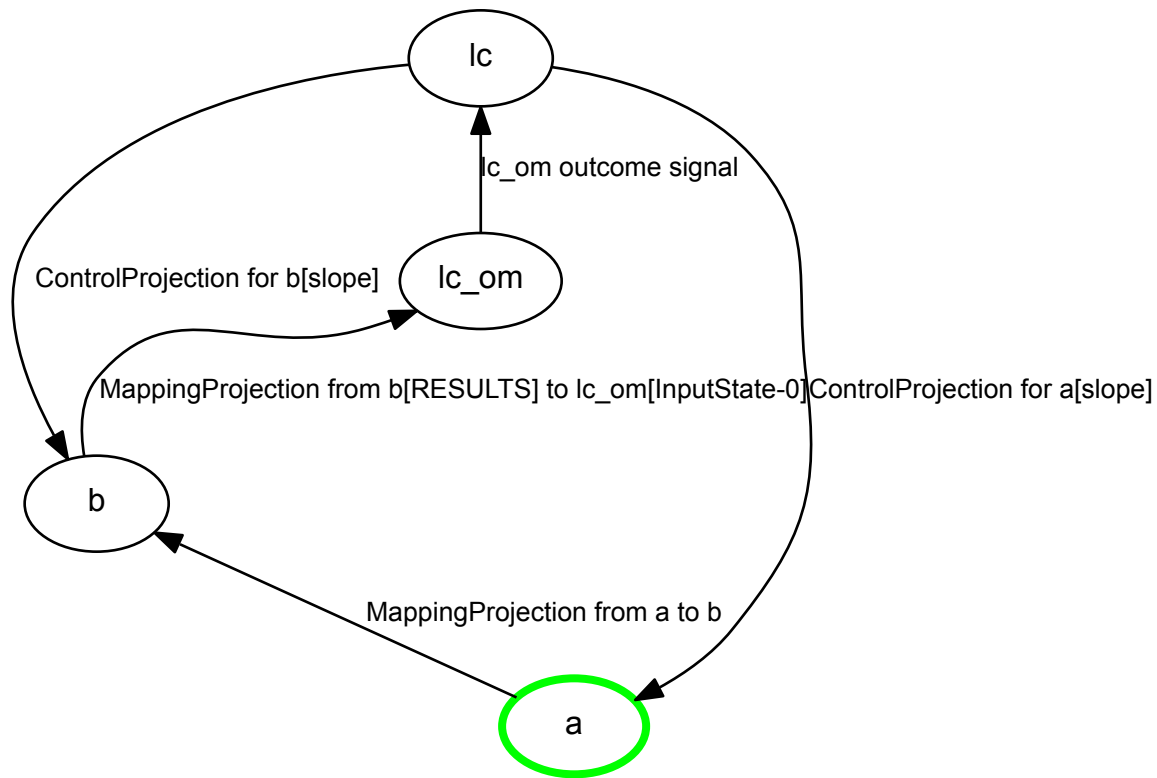 lc
lc_om outcome signal
ControlProjection for b[slope]
lc_om
MappingProjection from b[RESULTS] to lc_om[InputState-0]
ControlProjection for a[slope]
b
MappingProjection from a to b
a